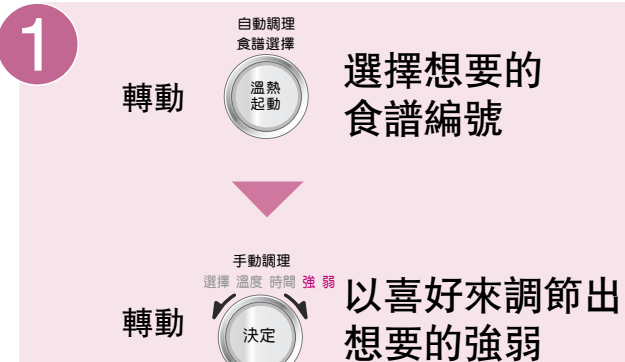 1
自動調理
食譜選擇
轉動
溫熱
起動
選擇想要的
食譜編號
手動調理
選擇 溫度 時間 強 弱
轉動
決定
以喜好來調節出
想要的強弱